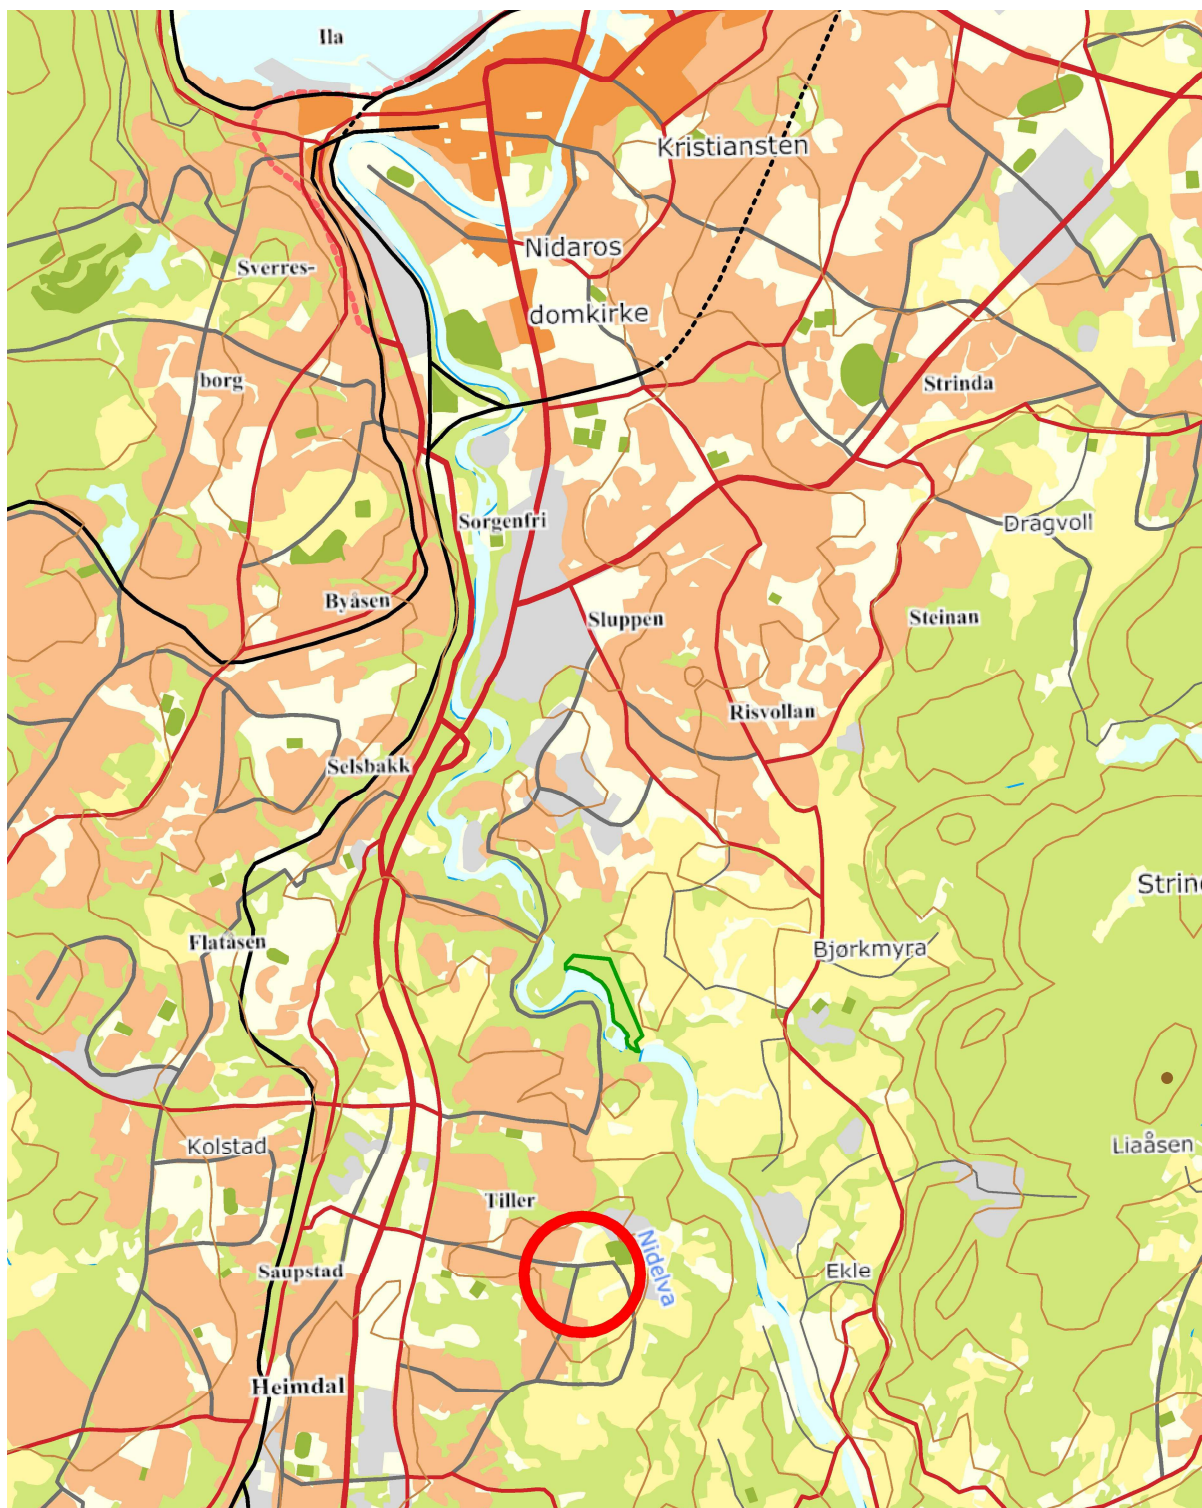 Ila
Kristiansten
Nidaros
domkirke
Sverres-
borg
Strinda
Sorgenfri
Dragvoll
Byåsen
Sluppen
Steinan
Risvollan
Selsbakk
Strind
Flatåsen
Bjørkmyra
Kolstad
Liaåsen
Tiller
Nidelva
Saupstad
Ekle
Heimdal